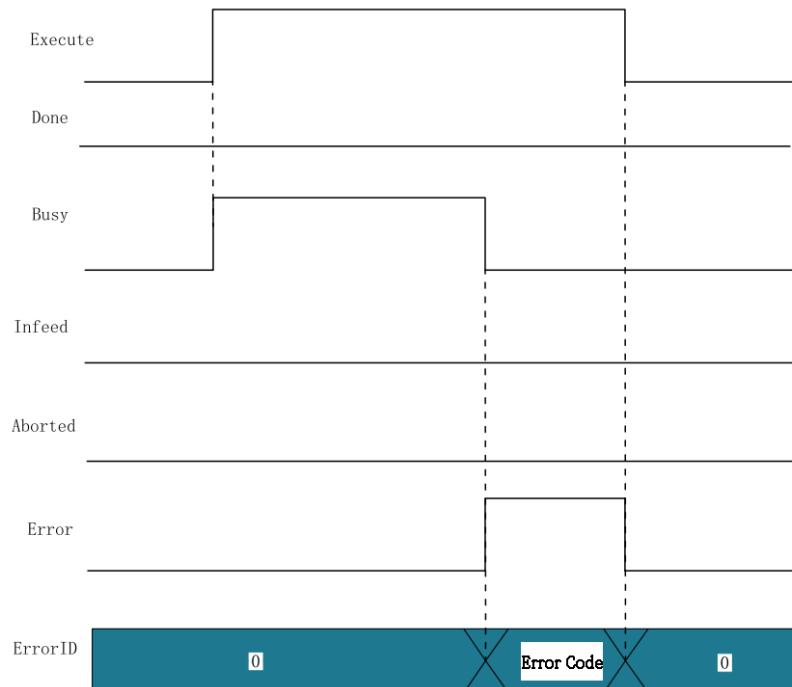 Execute
Done
Busy
Infeed
Aborted
Error
ErrorID
0
Error Code
0